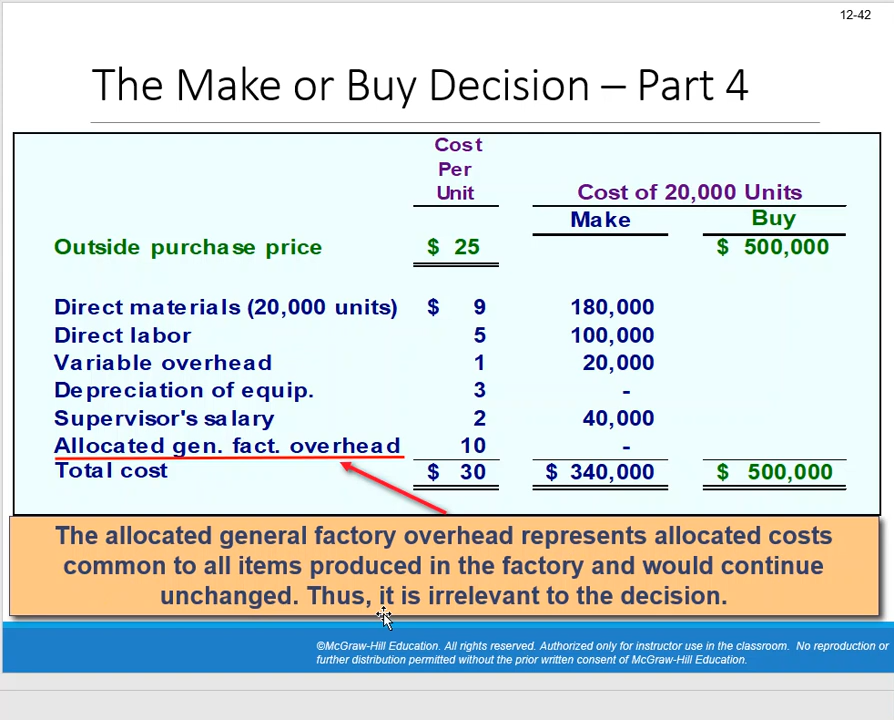 12-42
The Make or Buy Decision – Part 4
Cost
Per
Unit Cost of 20,000 Units
Make Buy
Outside purchase price $ 25 $ 500,000
Direct materials (20,000 units) $ 9 180,000
Direct labor 5 100,000
Variable overhead 1 20,000
Depreciation of equip. 3 -
Supervisor's salary 2 40,000
Allocated gen. fact. overhead 10 -
Total cost $ 30 $ 340,000 $ 500,000
The allocated general factory overhead represents allocated costs
common to all items produced in the factory and would continue
unchanged. Thus, it is irrelevant to the decision.
©McGraw-Hill Education. All rights reserved. Authorized only for instructor use in the classroom. No reproduction or
further distribution permitted without the prior written consent of McGraw-Hill Education.